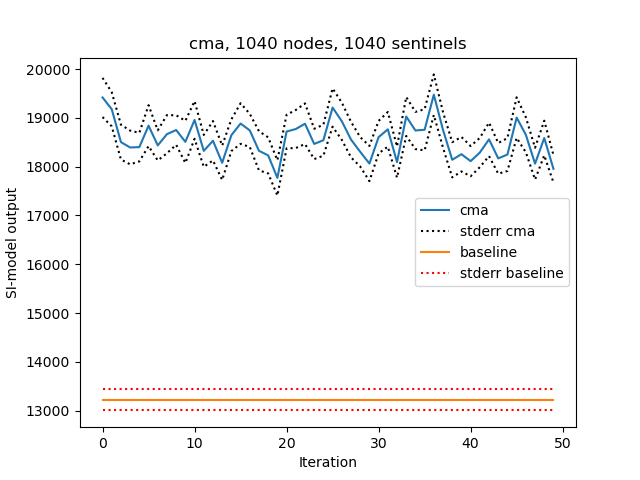 cma, 1040 nodes, 1040 sentinels
SI-model output
20000
19000
18000
17000
16000
15000
14000
13000
cma
stderr cma
baseline
stderr baseline
0 10 20 30 40 50
Iteration